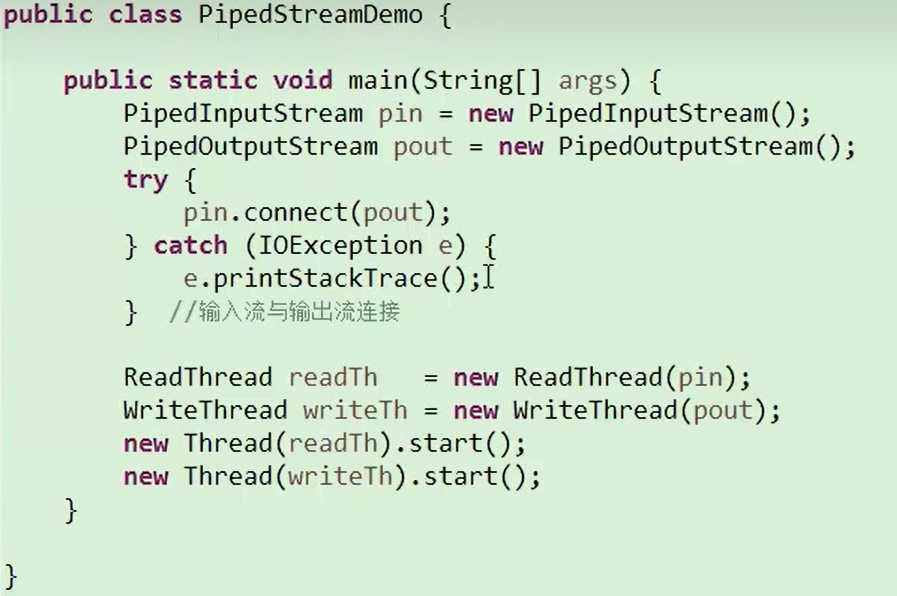 public class PipedStreamDemo {
public static void main(String[] args) {
PipedInputStream pin = new PipedInputStream();
PipedOutputStream pout = new PipedOutputStream();
try {
pin.connect(pout);
} catch (IOException e) {
e.printStackTrace();
} //输入流与输出流连接
ReadThread readTh = new ReadThread(pin);
WriteThread writeTh = new WriteThread(pout);
new Thread(readTh).start();
new Thread(writeTh).start();
}
}